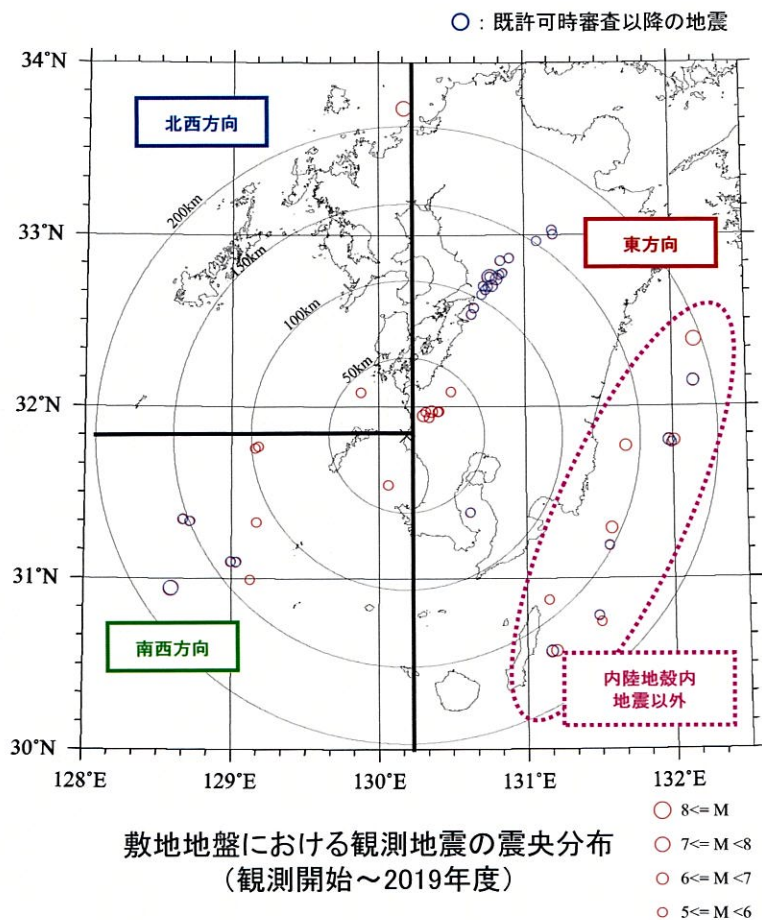 ○：既許可時審査以降の地震
34°N
北西方向
200km
33°N
150km
東方向
100km
50km
32°N
31°N
南西方向
内陸地殻内
地震以外
30°N
128°E 129°E 130°E 131°E 132°E
敷地地盤における観測地震の震央分布
（観測開始～2019年度）
○ 8<= M
○ 7<= M <8
○ 6<= M <7
○ 5<= M <6